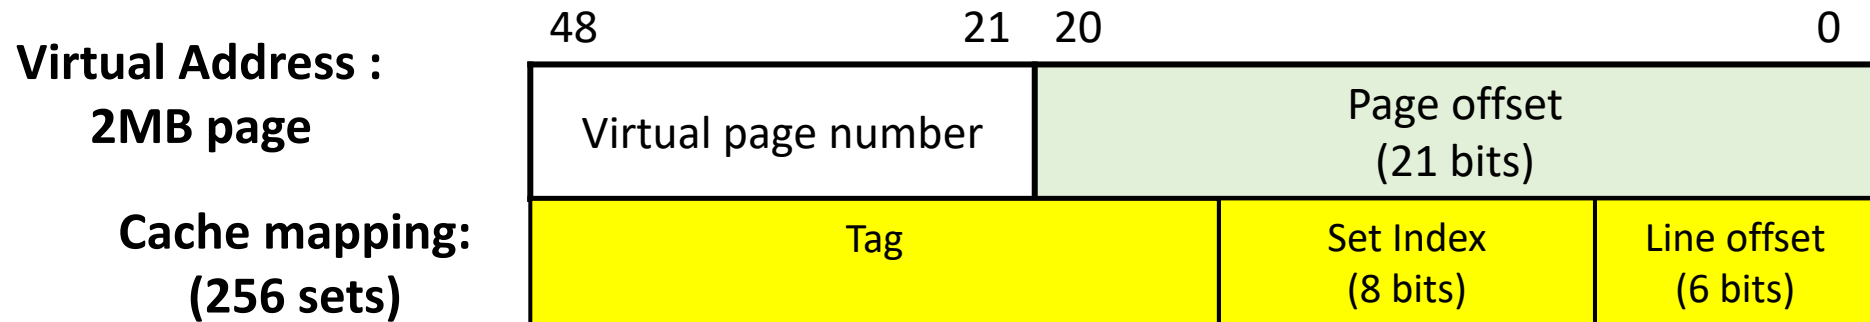 48 21 20 0
Virtual Address :
2MB page
Virtual page number
Page offset
(21 bits)
Cache mapping:
(256 sets)
Tag
Set Index
(8 bits)
Line offset
(6 bits)